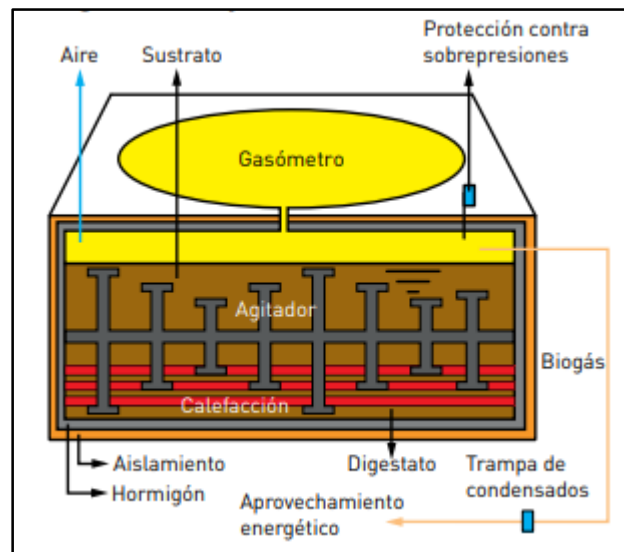 Aire
Sustrato
Protección contra
sobrepresiones
Gasómetro
Agitador
Biogás
Calefacción
Aislamiento
Digestato
Trampa de
condensados
Hormigón
Aprovechamiento
energético